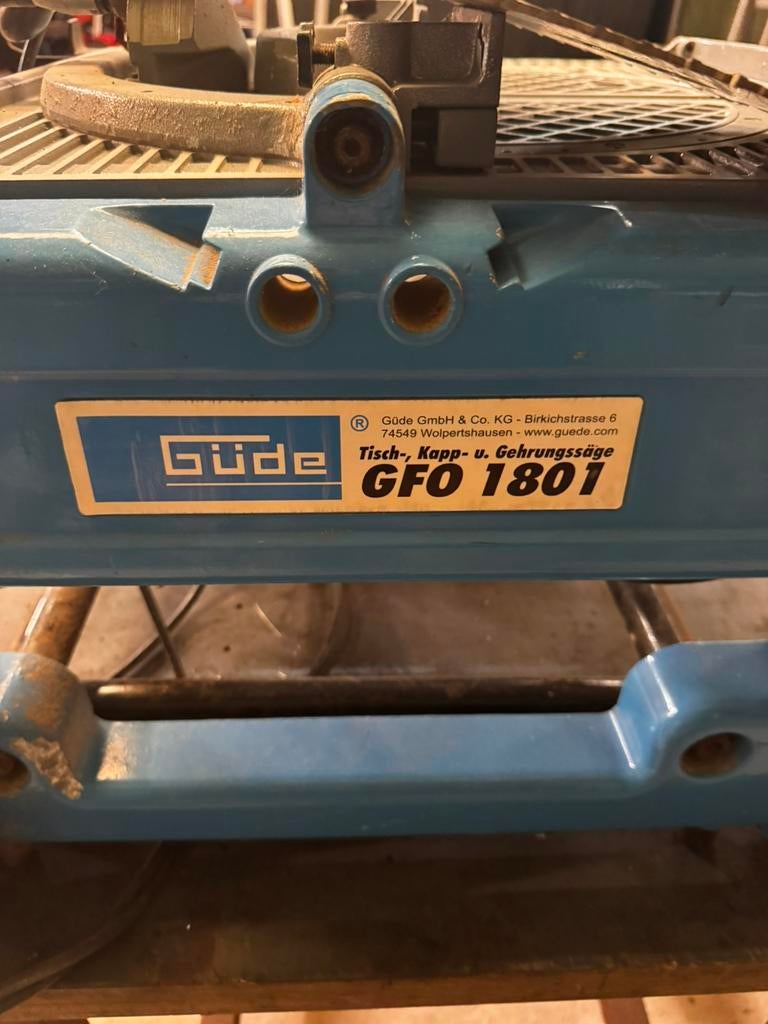 Güde ®
Güde GmbH & Co. KG - Birkichstrasse 6
74549 Wolpertshausen - www.guede.com
Tisch-, Kapp- u. Gehrungssäge
GFO 1801